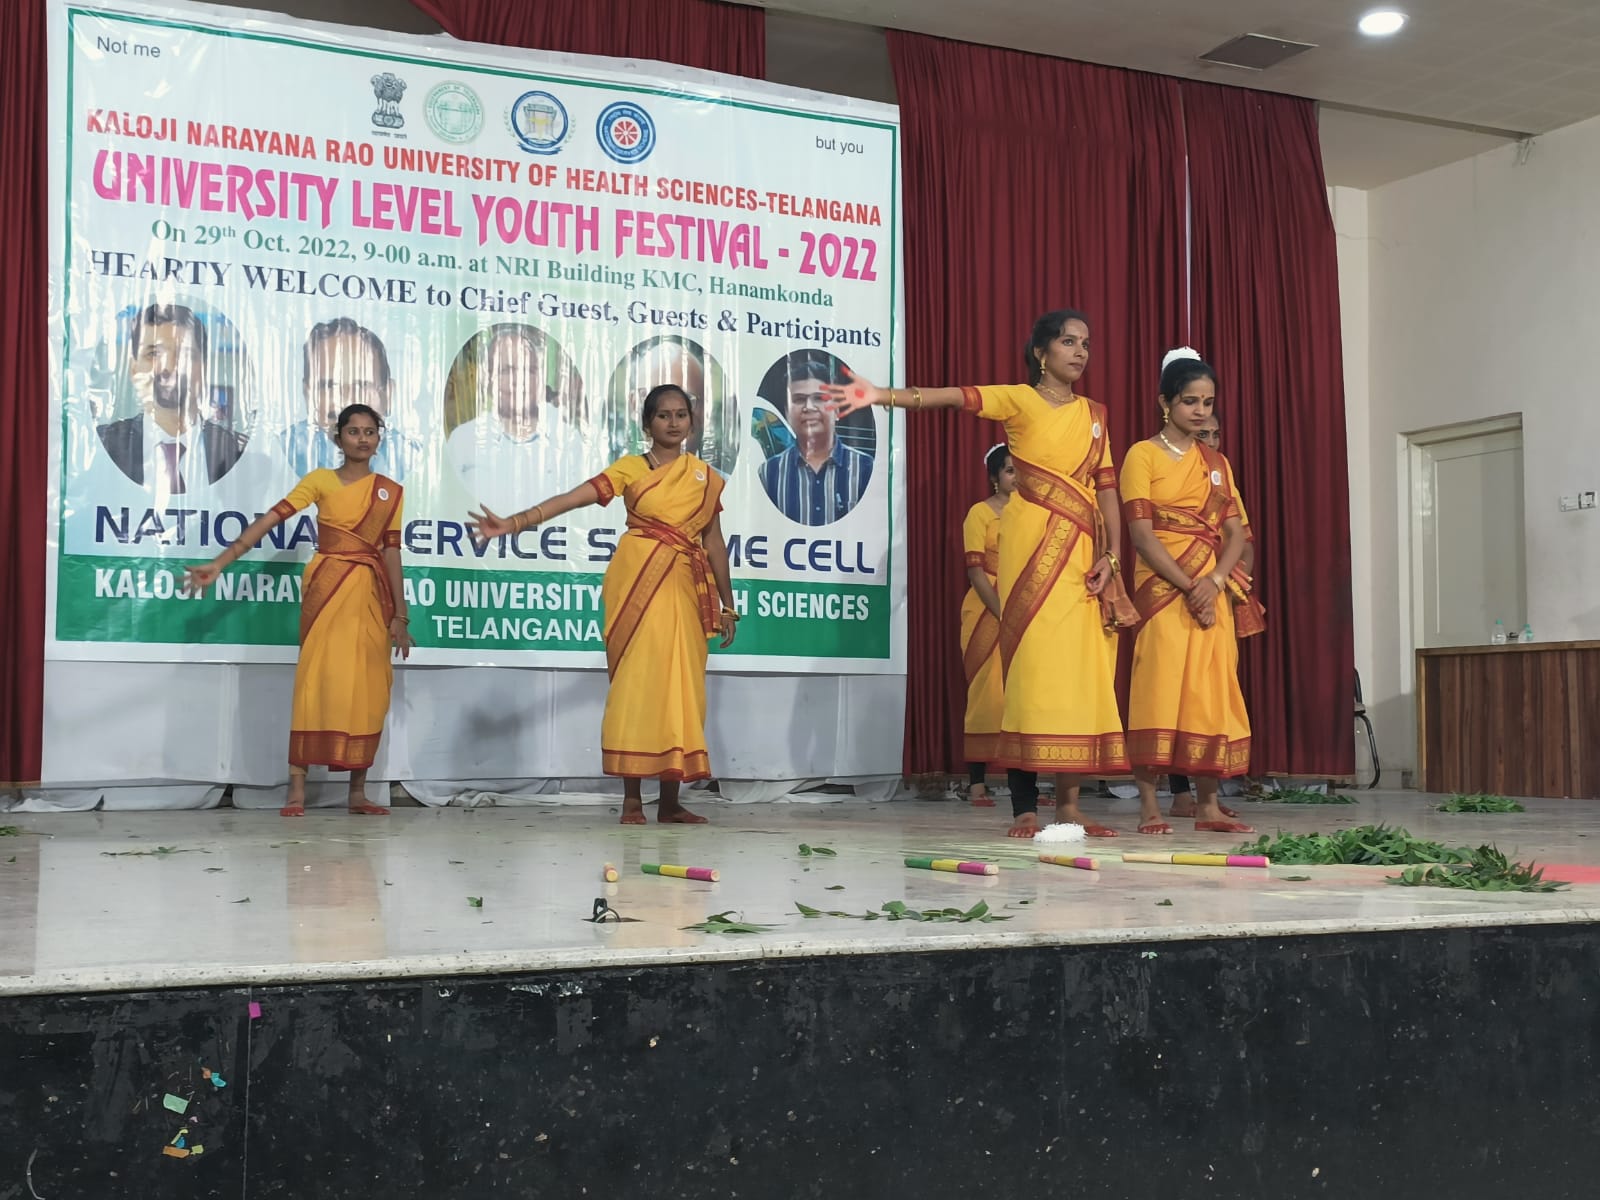 Not me
but you
KALOJI NARAYANA RAO UNIVERSITY OF HEALTH SCIENCES-TELANGANA
UNIVERSITY LEVEL YOUTH FESTIVAL - 2022
On 29th Oct. 2022, 9-00 a.m. at NRI Building KMC, Hanamkonda
HEARTY WELCOME to Chief Guest, Guests & Participants
NATIONA ERVICE S ME CELL
KALOJI NARAY AO UNIVERSITY H SCIENCES
TELANGANA